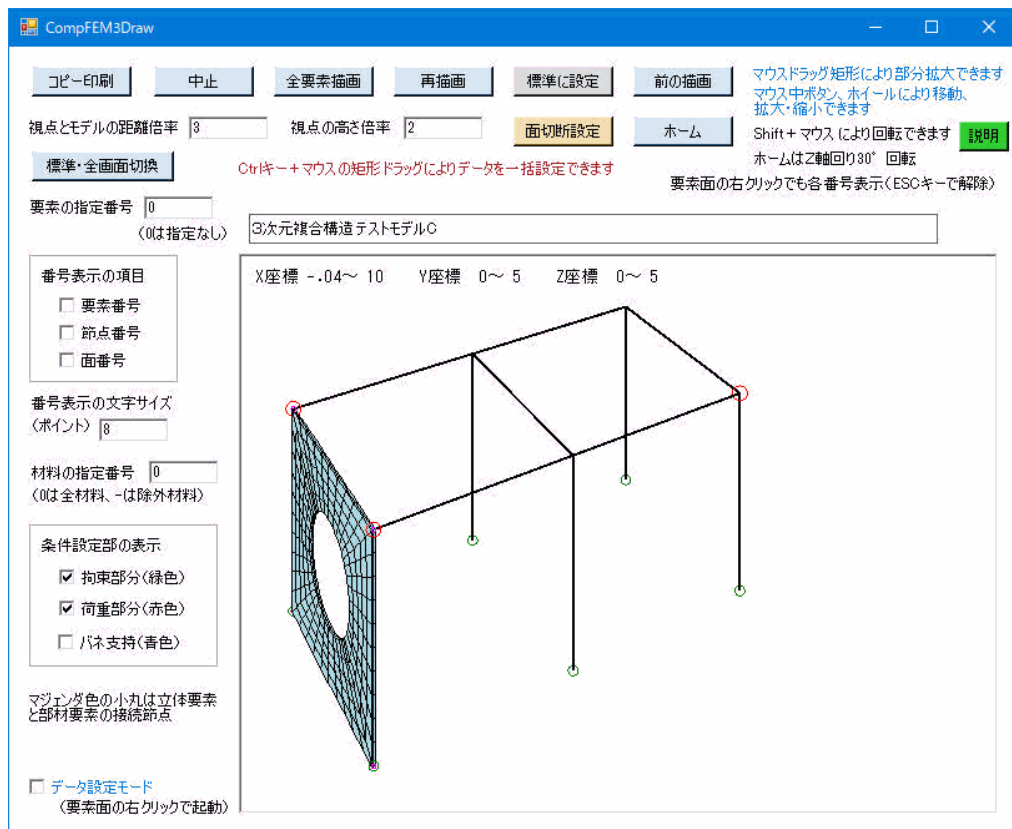 CompFEM3Draw
コピー印刷
中止
全要素描画
再描画
標準に設定
前の描画
マウスドラッグ矩形により部分拡大できます
マウス中ボタン、ホイールにより移動、
拡大・縮小できます
視点とモデルの距離倍率 3
視点の高さ倍率 2
面切断設定
ホーム
Shift+マウス により回転できます
説明
標準・全画面切換
Ctrlキー+マウスの矩形ドラッグによりデータを一括設定できます
ホームはZ軸回り30°回転
要素面の右クリックでも各番号表示(ESCキーで解除)
要素の指定番号 0
(0は指定なし)
3次元複合構造テストモデルC
番号表示の項目
要素番号
節点番号
面番号
X座標 -.04~ 10 Y座標 0~ 5 Z座標 0~ 5
番号表示の文字サイズ
(ポイント) 8
材料の指定番号 0
(0は全材料、-は除外材料)
条件設定部の表示
拘束部分(緑色)
荷重部分(赤色)
バネ支持(青色)
マジェンダ色の小丸は立体要素
と部材要素の接続節点
データ設定モード
(要素面の右クリックで起動)